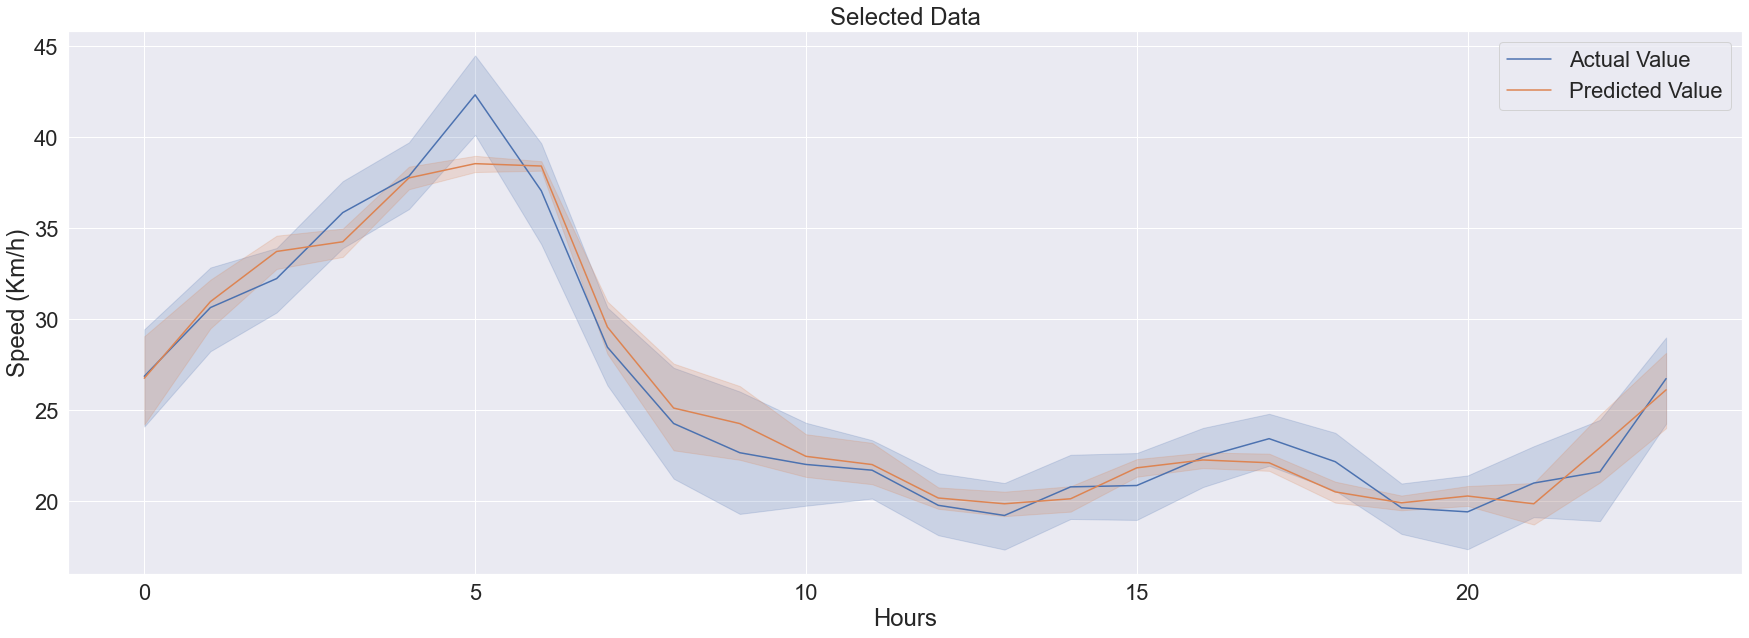 Selected Data
45
40
35
30
25
20
Speed (Km/h)
Actual Value
Predicted Value
0 5 10 15 20
Hours